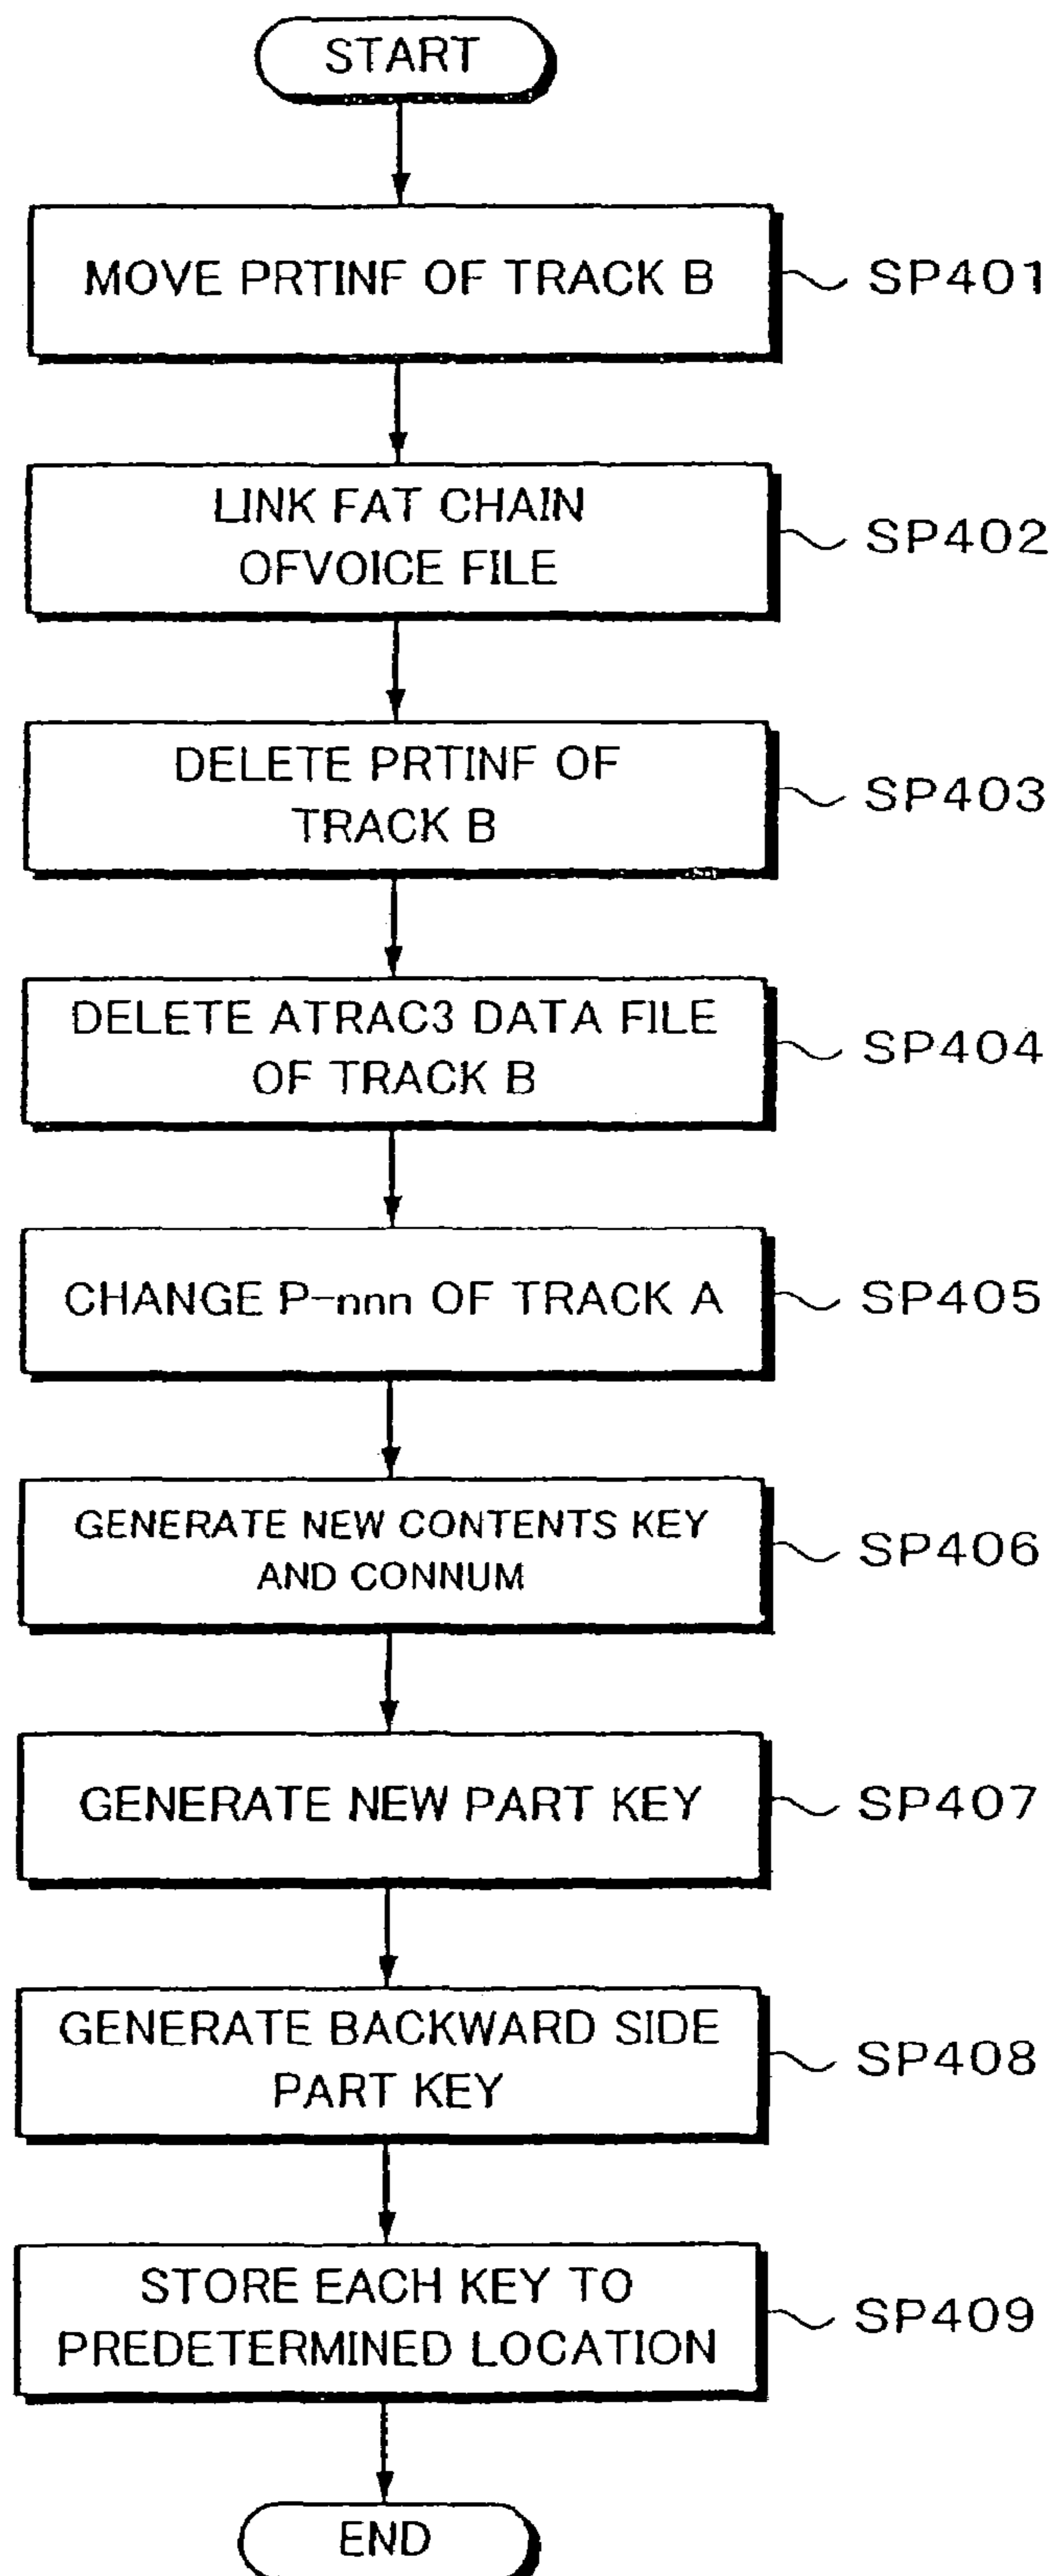 START
MOVE PRTINF OF TRACK B
SP401
LINK FAT CHAIN
OFVOICE FILE
SP402
DELETE PRTINF OF
TRACK B
SP403
DELETE ATRAC3 DATA FILE
OF TRACK B
SP404
CHANGE P-nnn OF TRACK A
SP405
GENERATE NEW CONTENTS KEY
AND CONNUM
SP406
GENERATE NEW PART KEY
SP407
GENERATE BACKWARD SIDE
PART KEY
SP408
STORE EACH KEY TO
PREDETERMINED LOCATION
SP409
END